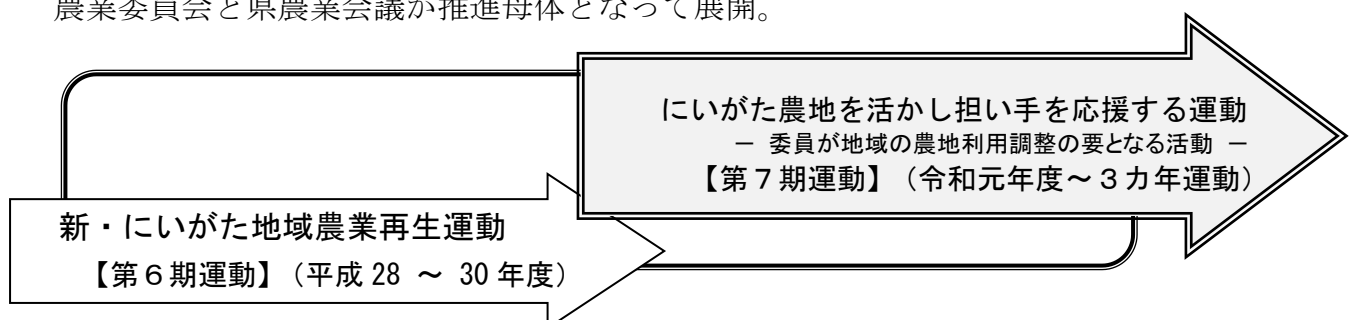 農業委員会と県農業会議が推進母体となって展開。
にいがた農地を活かし担い手を応援する運動
－ 委員が地域の農地利用調整の要となる活動 －
【第７期運動】（令和元年度～３カ年運動）
新・にいがた地域農業再生運動
【第６期運動】（平成 28 ～ 30 年度）